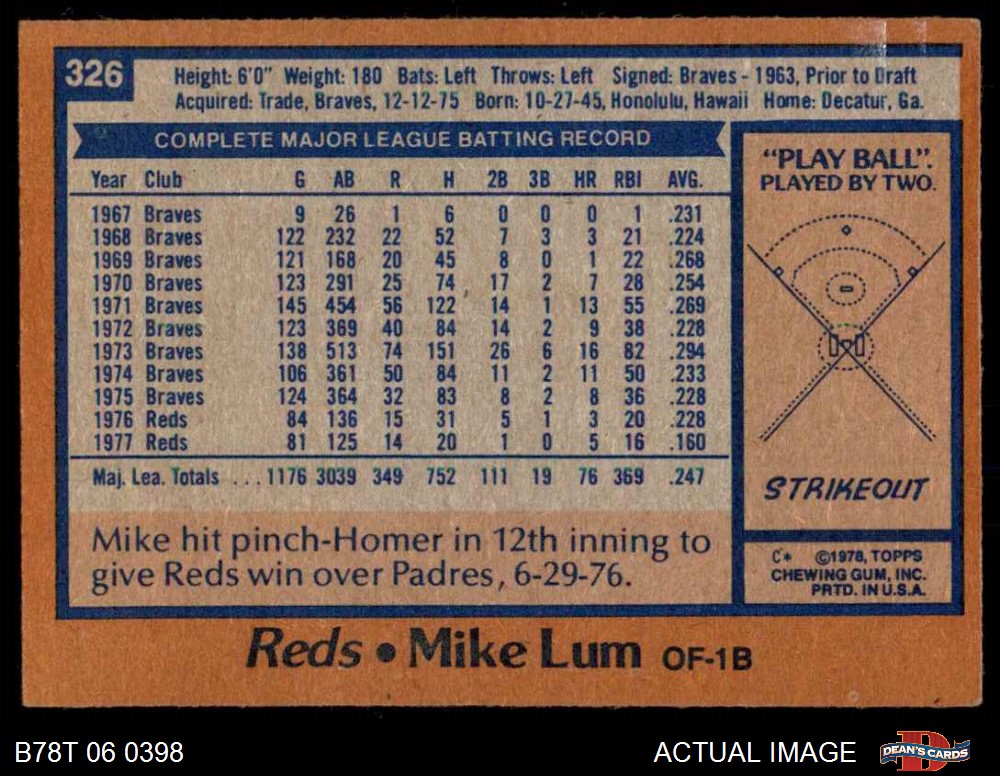 326
Height: 6'0" Weight: 180 Bats: Left Throws: Left Signed: Braves - 1963, Prior to Draft
Acquired: Trade, Braves, 12-12-75 Born: 10-27-45, Honolulu, Hawaii Home: Decatur, Ga.
COMPLETE MAJOR LEAGUE BATTING RECORD
Year Club G AB R H 2B 3B HR RBI AVG.
1967 Braves 9 26 1 6 0 0 0 1 .231
1968 Braves 122 232 22 52 7 3 3 21 .224
1969 Braves 121 168 20 45 8 0 1 22 .268
1970 Braves 123 291 25 74 17 2 7 28 .254
1971 Braves 145 454 56 122 14 1 13 55 .269
1972 Braves 123 369 40 84 14 2 9 38 .228
1973 Braves 138 513 74 151 26 6 16 82 .294
1974 Braves 106 361 50 84 11 2 11 50 .233
1975 Braves 124 364 32 83 8 2 8 36 .228
1976 Reds 84 136 15 31 5 1 3 20 .228
1977 Reds 81 125 14 20 1 0 5 16 .160
Maj. Lea. Totals ...1176 3039 349 752 111 19 76 369 .247
Mike hit pinch-Homer in 12th inning to
give Reds win over Padres, 6-29-76.
"PLAY BALL".
PLAYED BY TWO.
STRIKEOUT
C* ©1978, TOPPS
CHEWING GUM, INC.
PRTD. IN U.S.A.
Reds • Mike Lum OF-1B
B78T 06 0398
ACTUAL IMAGE
D
DEAN'S CARDS